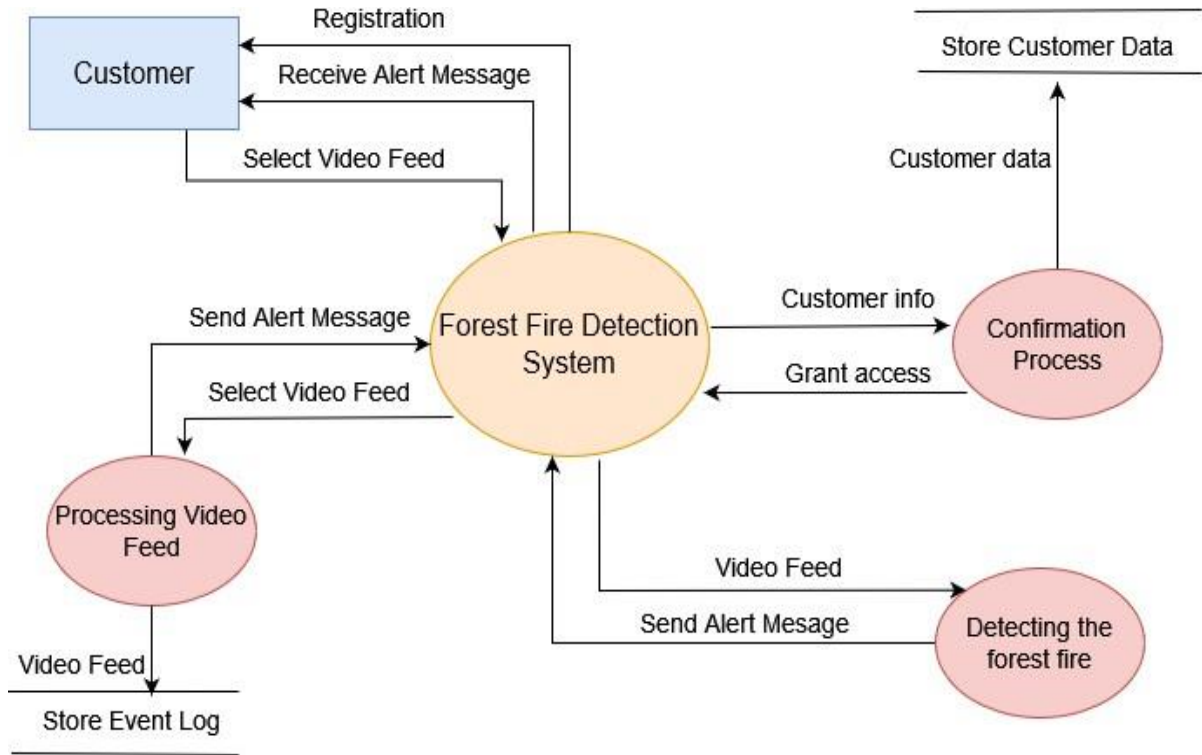 Registration
Customer
Receive Alert Message
Select Video Feed
Store Customer Data
Customer data
Send Alert Message
Select Video Feed
Forest Fire Detection
System
Customer info
Grant access
Confirmation
Process
Processing Video
Feed
Video Feed
Store Event Log
Video Feed
Send Alert Mesage
Detecting the
forest fire